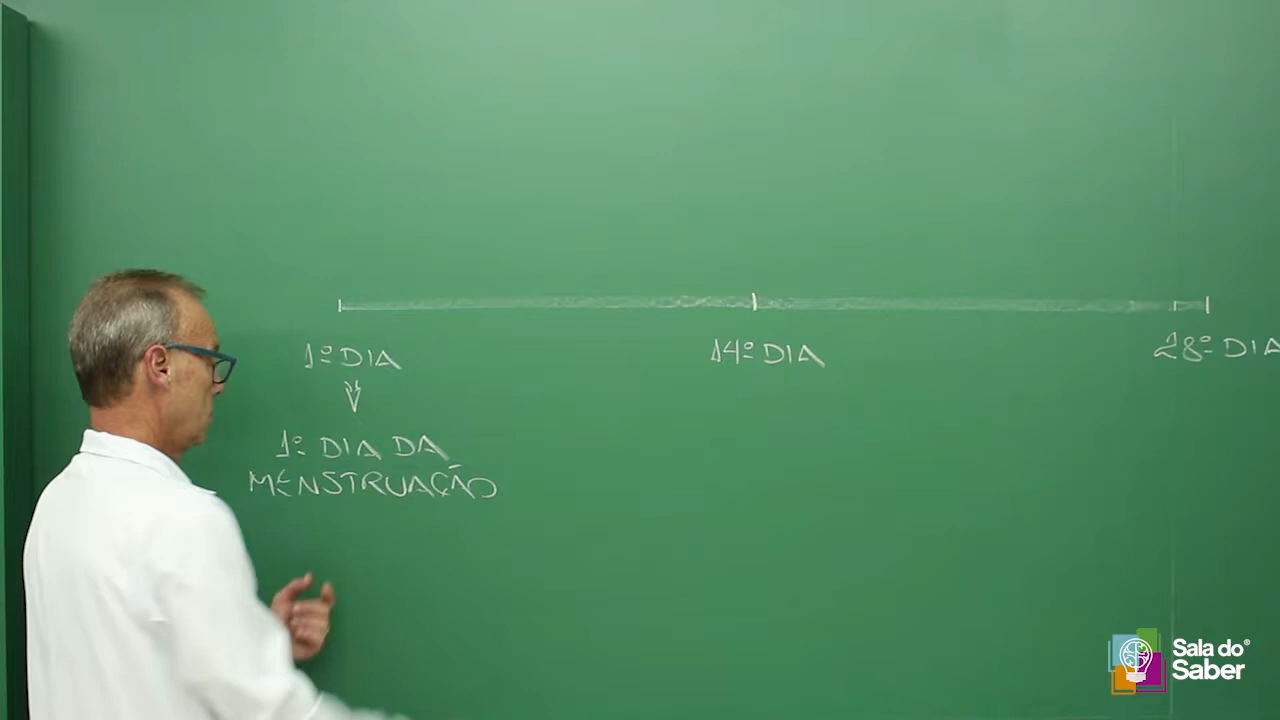 1º DIA
14º DIA
28º DIA
1º DIA DA
MENSTRUAÇÃO
Sala do
Saber